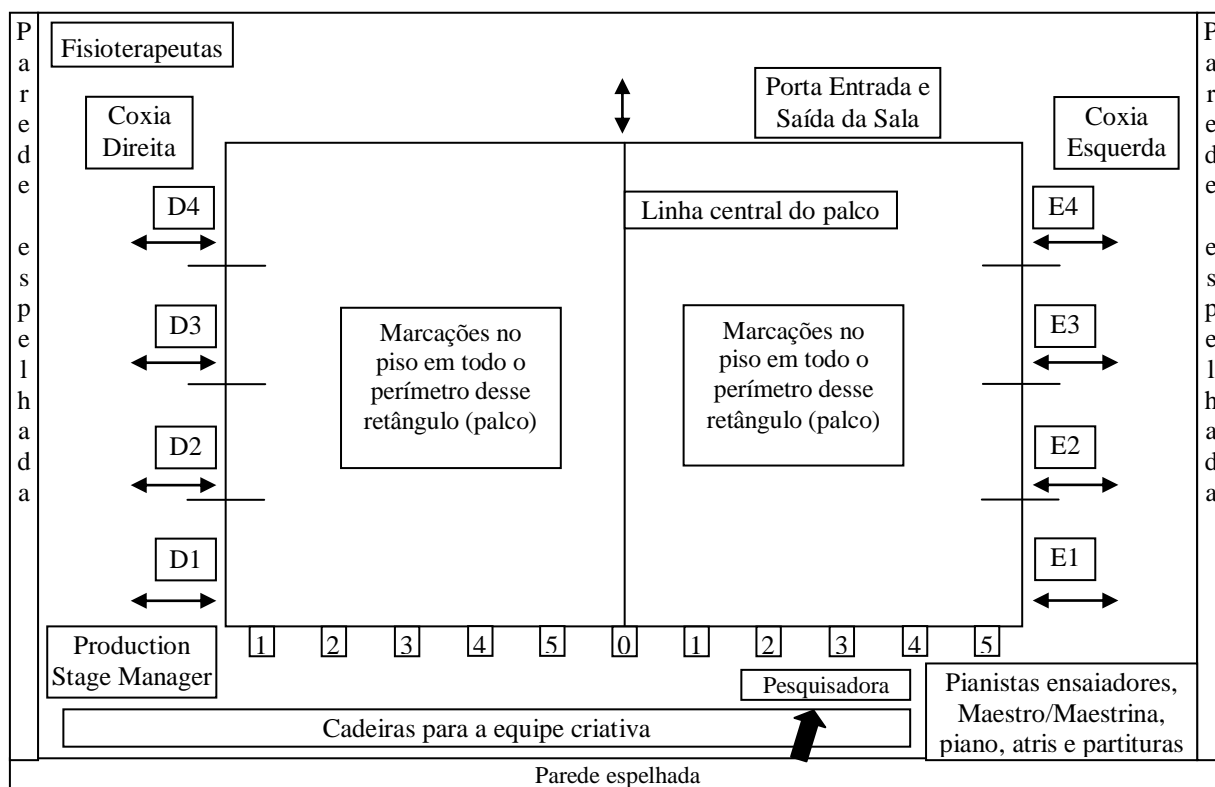 Parede espelhada
Fisioterapeutas
Parede espelhada
Porta Entrada e
Saída da Sala
Coxia
Direita
Coxia
Esquerda
D4
Linha central do palco
E4
D3
Marcações no
piso em todo o
perímetro desse
retângulo (palco)
Marcações no
piso em todo o
perímetro desse
retângulo (palco)
E3
D2
E2
D1
E1
1 2 3 4 5 0 1 2 3 4 5
Production
Stage Manager
Pesquisadora
Pianistas ensaiadores,
Maestro/Maestrina,
piano, atris e partituras
Cadeiras para a equipe criativa
Parede espelhada